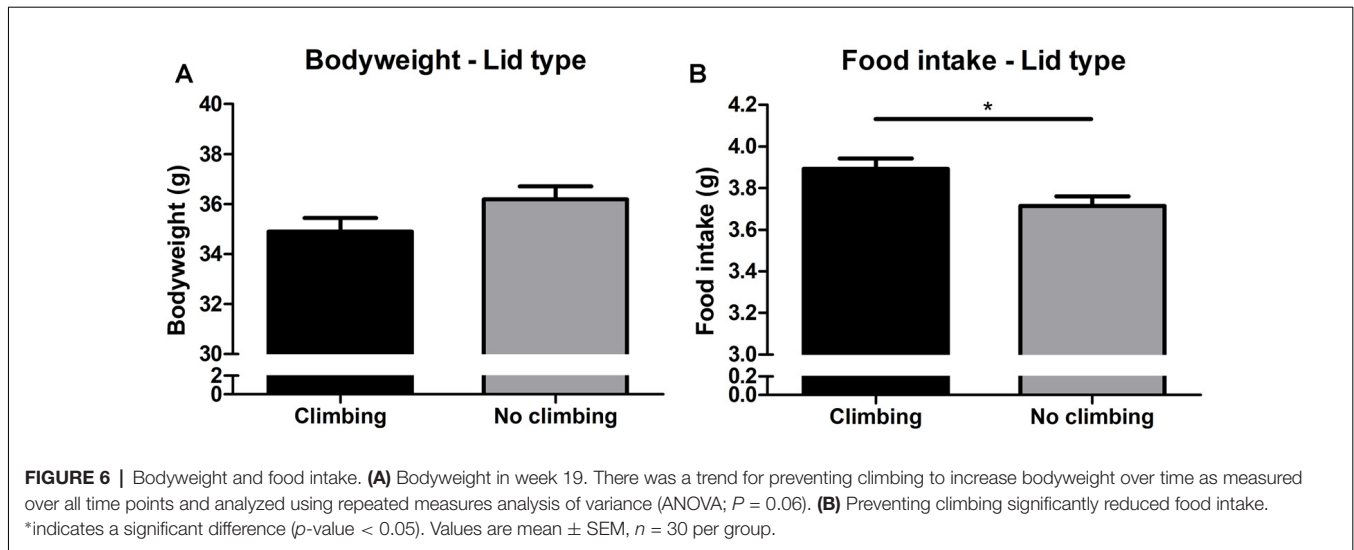 A
Bodyweight - Lid type
Bodyweight (g)
40
38
36
34
32
30
2
0
Climbing
No climbing
B
Food intake - Lid type
Food intake (g)
4.2
4.0
3.8
3.6
3.4
3.2
3.0
0.2
0.0
*
Climbing
No climbing
FIGURE 6 | Bodyweight and food intake. (A) Bodyweight in week 19. There was a trend for preventing climbing to increase bodyweight over time as measured
over all time points and analyzed using repeated measures analysis of variance (ANOVA; P = 0.06). (B) Preventing climbing significantly reduced food intake.
*indicates a significant difference (p-value < 0.05). Values are mean ± SEM, n = 30 per group.